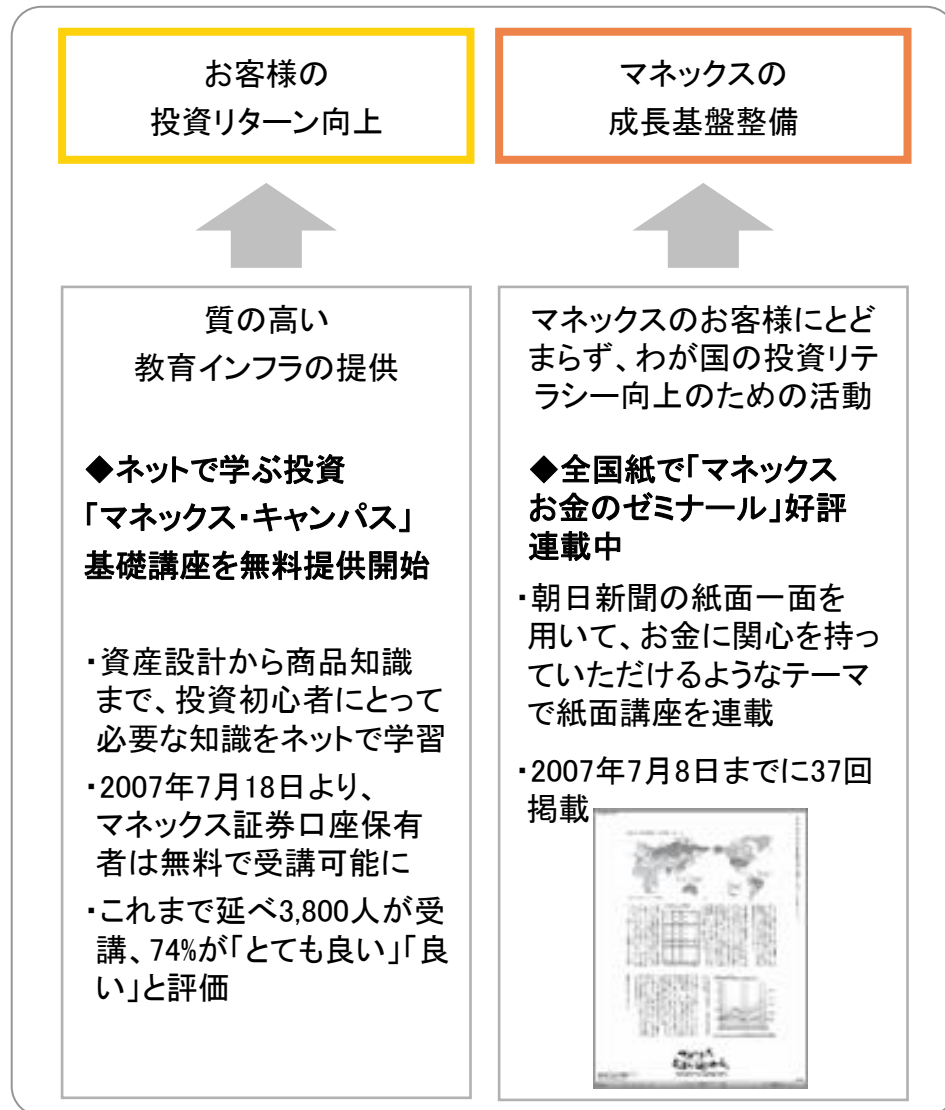 お客様の
投資リターン向上
マネックスの
成長基盤整備
質の高い
教育インフラの提供
◆ネットで学ぶ投資
「マネックス・キャンパス」
基礎講座を無料提供開始
・資産設計から商品知識
まで、投資初心者にとって
必要な知識をネットで学習
・2007年7月18日より、
マネックス証券口座保有
者は無料で受講可能に
・これまで延べ3,800人が受
講、74%が「とても良い」「良
い」と評価
マネックスのお客様にとど
まらず、わが国の投資リテ
ラシー向上のための活動
◆全国紙で「マネックス
お金のゼミナール」好評
連載中
・朝日新聞の紙面一面を
用いて、お金に関心を持っ
ていただけるようなテーマ
で紙面講座を連載
・2007年7月8日までに37回
掲載